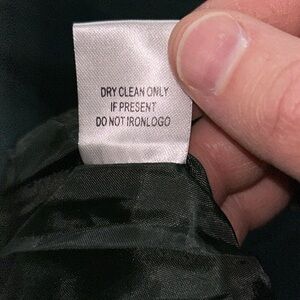 DRY CLEAN ONLY
IF PRESENT
DO NOT IRONLOGO